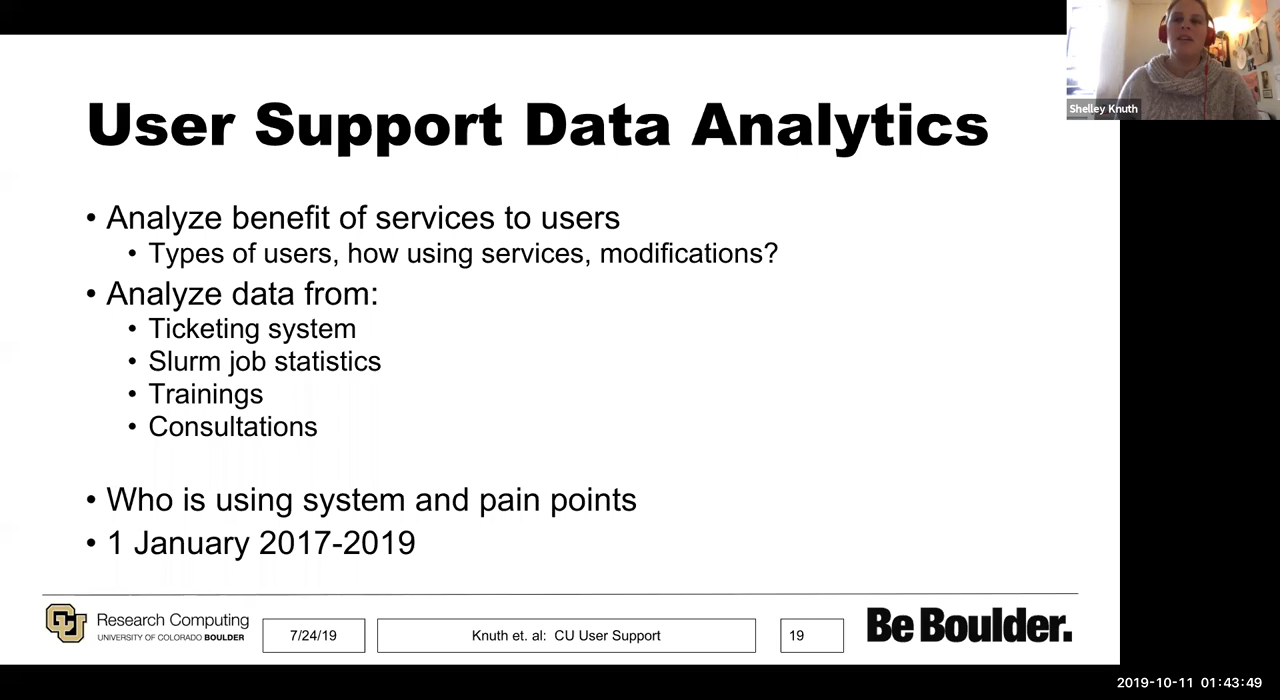 Shelley Knuth
User Support Data Analytics
• Analyze benefit of services to users
• Types of users, how using services, modifications?
• Analyze data from:
• Ticketing system
• Slurm job statistics
• Trainings
• Consultations
• Who is using system and pain points
• 1 January 2017-2019
CU
Research Computing
UNIVERSITY OF COLORADO BOULDER
7/24/19
Knuth et. al: CU User Support
19
Be Boulder.
2019-10-11 01:43:49